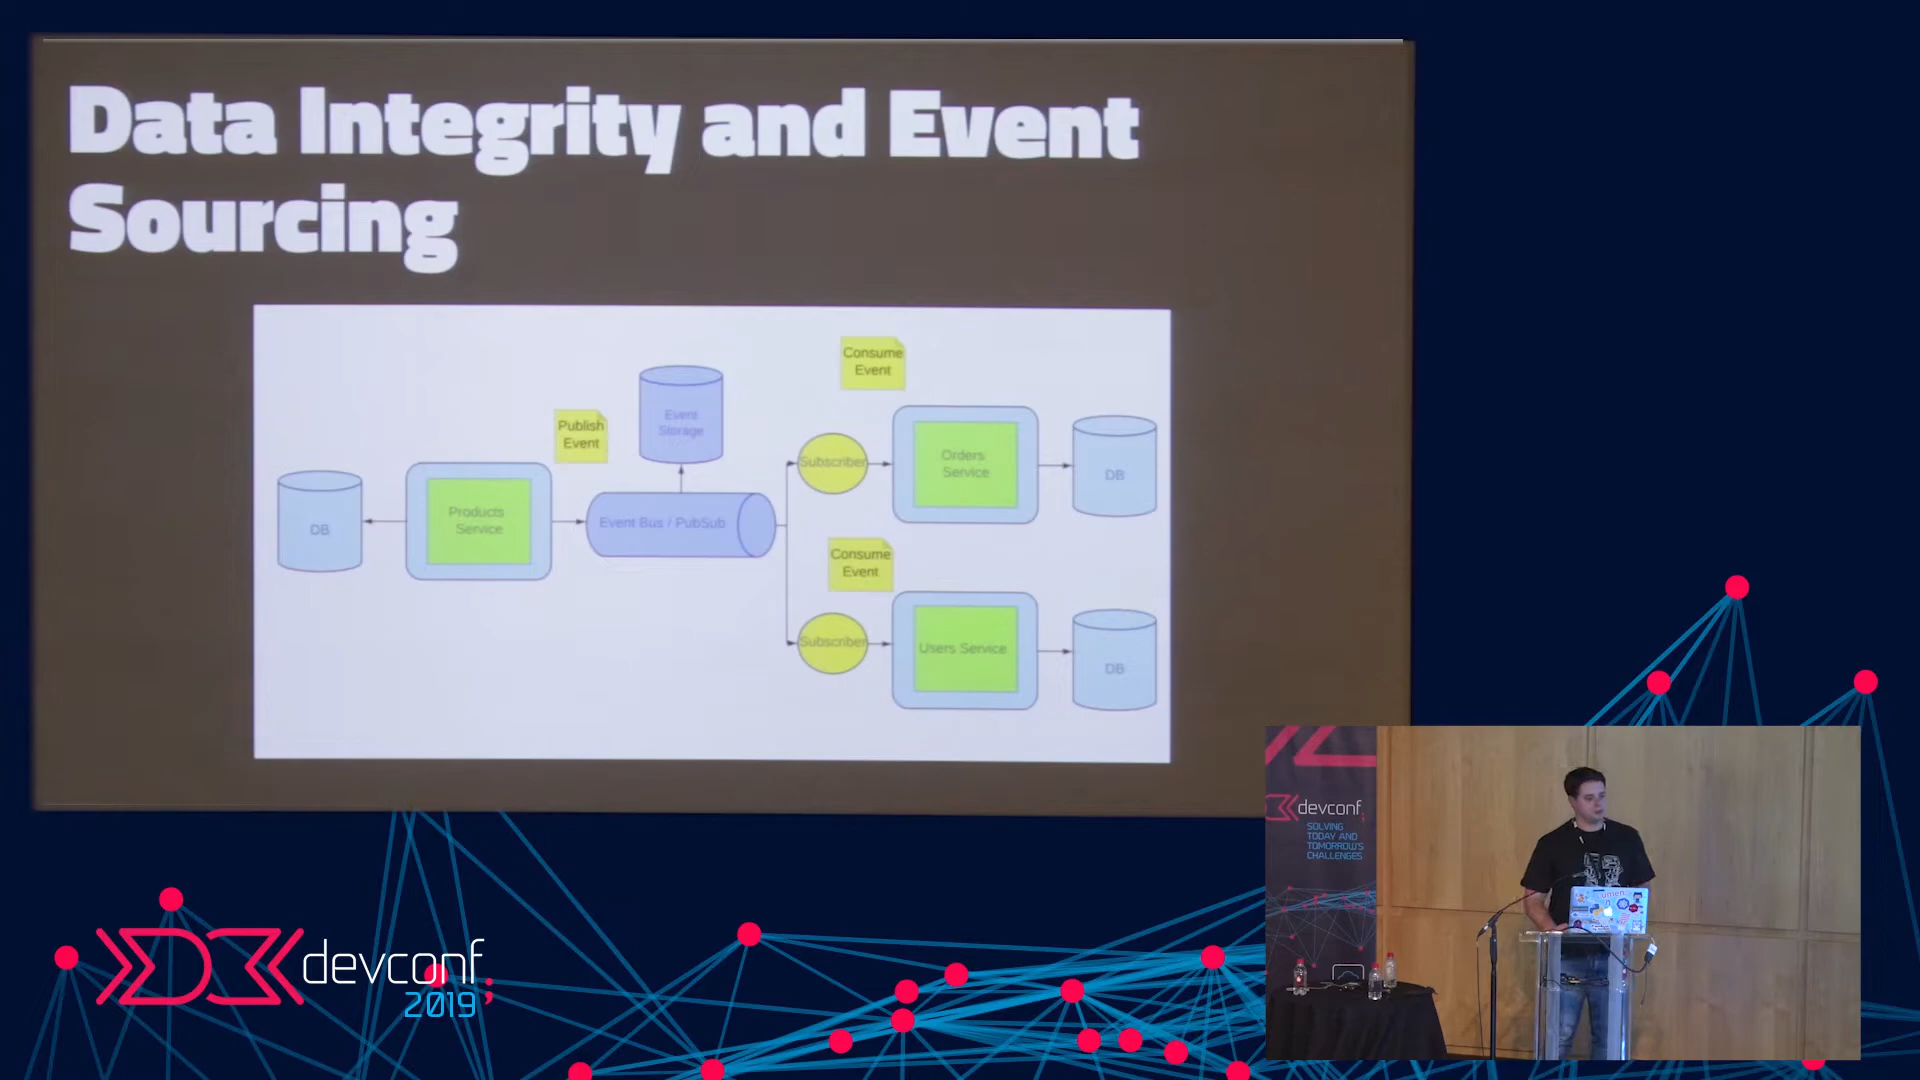 Data Integrity and Event
Sourcing
Consume
Event
Event
Storage
Publish
Event
Subscriber
Orders
Service
DB
Products
Service
DB
Event Bus / PubSub
Consume
Event
Subscriber
Users Service
DB
devconf;
SOLVING
TODAY AND
TOMORROW'S
CHALLENGES
lumen
devconf;
2019